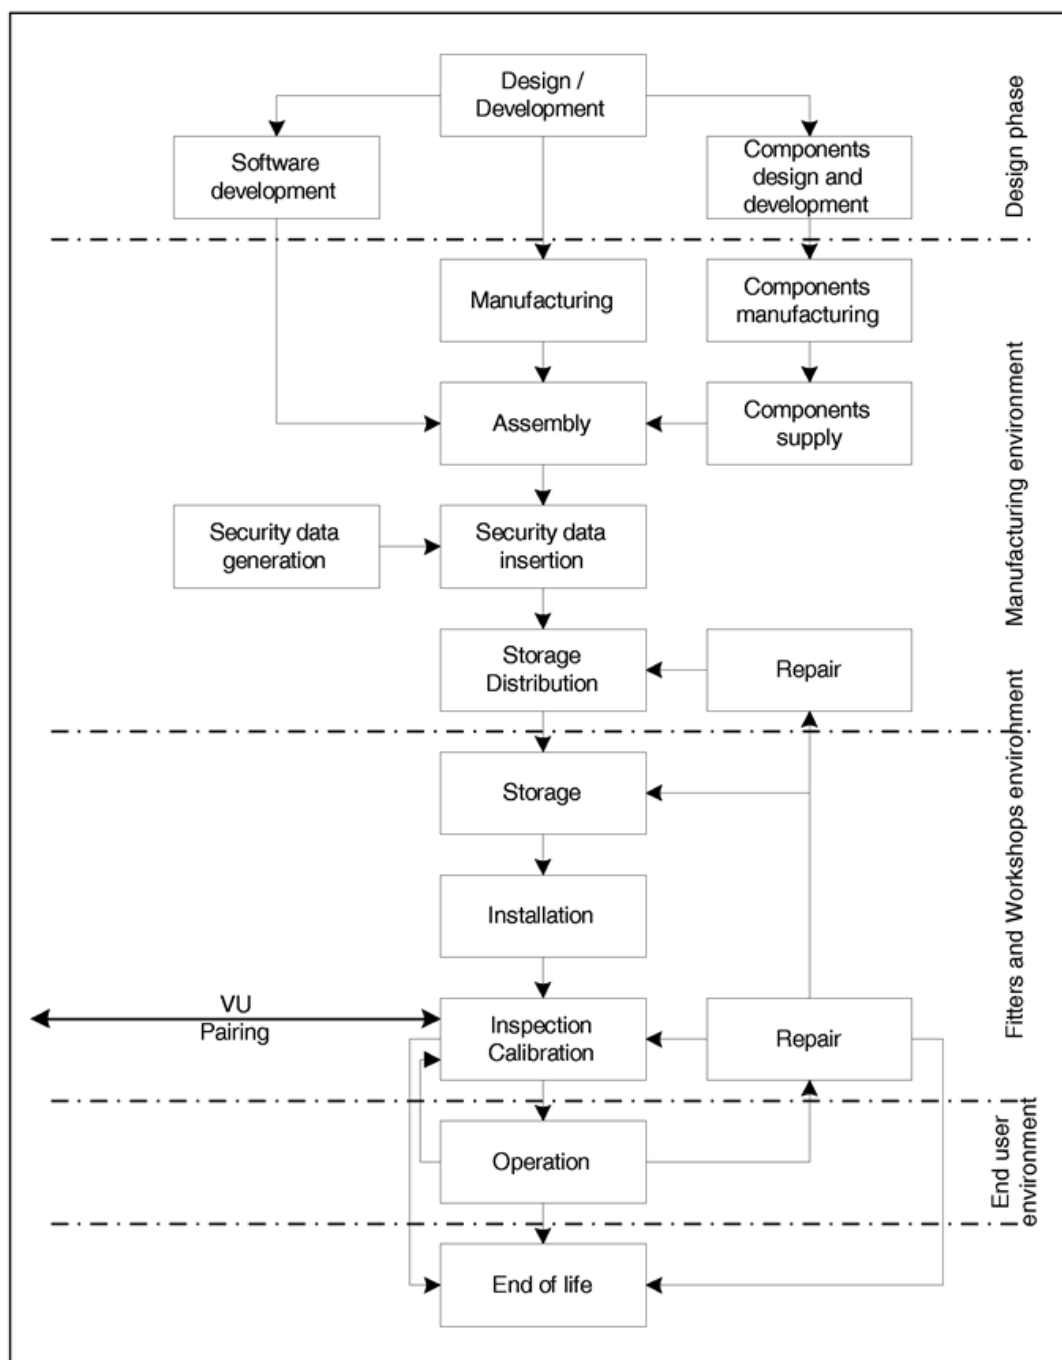 Design /
Development
Software
development
Components
design and
development
Design phase
Manufacturing
Components
manufacturing
Assembly
Components
supply
Manufacturing environment
Security data
generation
Security data
insertion
Storage
Distribution
Repair
Storage
Fitters and Workshops environment
Installation
VU
Pairing
Inspection
Calibration
Repair
Operation
End user
environment
End of life